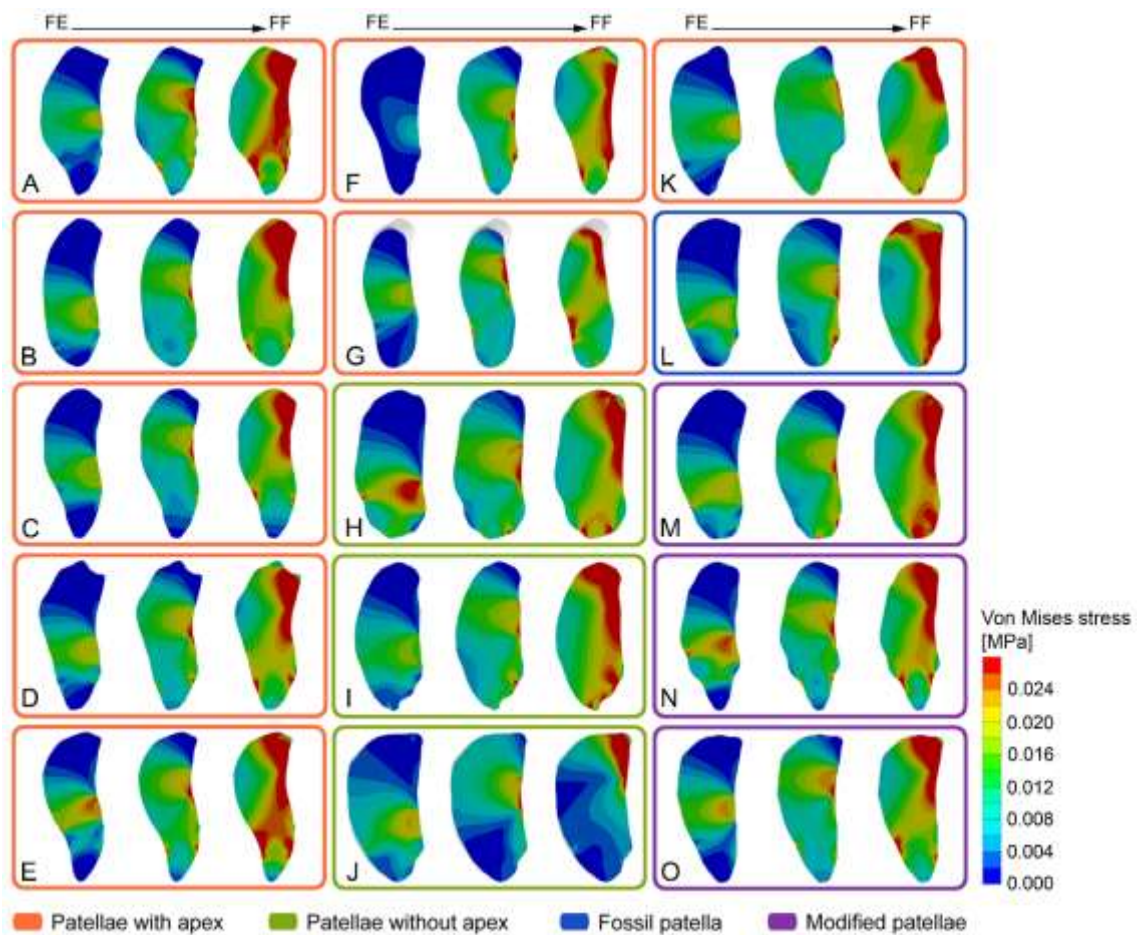 FE FF FE FF FE FF
A F K
B G L
C H M
D I N
E J O
Von Mises stress
[MPa]
0.024
0.020
0.016
0.012
0.008
0.004
0.000
Patellae with apex Patellae without apex Fossil patella Modified patellae